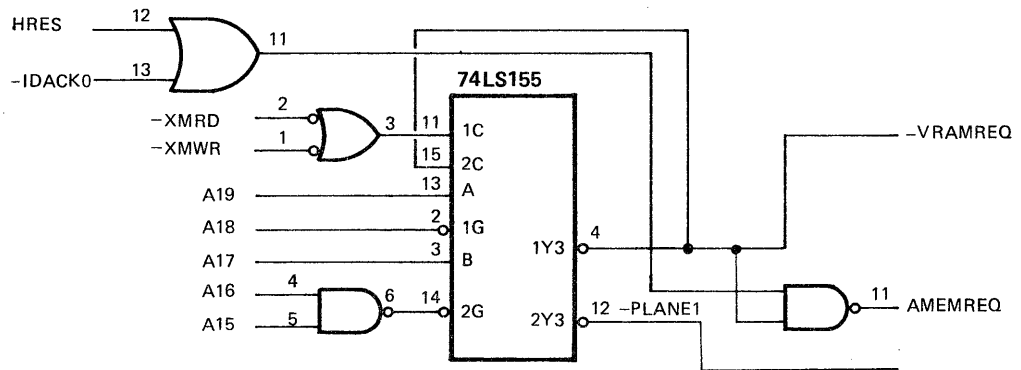 HRES 12
11
-IDACK0 13
74LS155
-XMRD 2
3 11 1C
-XMWR 1
15 2C
A19 13 A
A18 2 1G
A17 3 B
1Y3 4
-VRAMREQ
A16 4
6 14 2G
A15 5
2Y3 12 -PLANE1
11 AMEMREQ